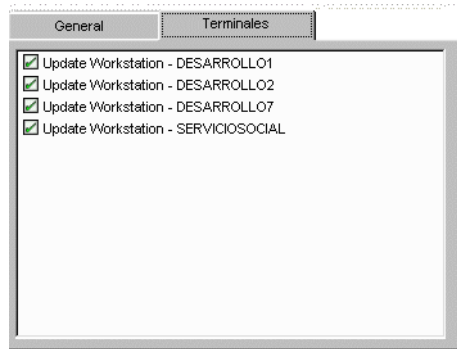 General Terminales
Update Workstation - DESARROLLO1
Update Workstation - DESARROLLO2
Update Workstation - DESARROLLO7
Update Workstation - SERVICIOSOCIAL